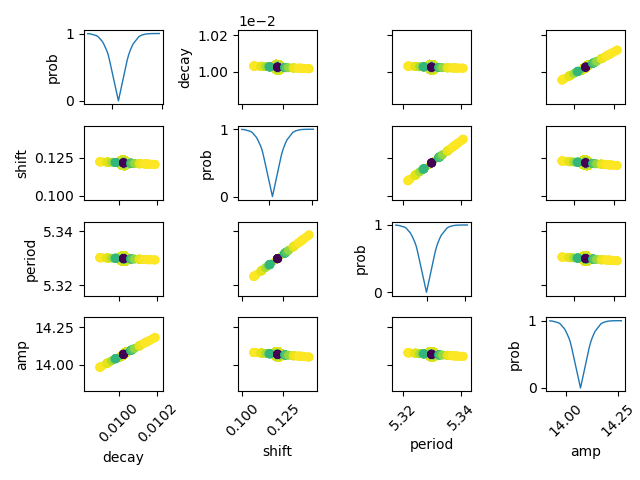 1e−2
prob
1
0
decay
1.02
1.00
shift
0.125
0.100
prob
1
0
period
5.34
5.32
prob
1
0
amp
14.25
14.00
prob
1
0
0.0100 0.0102
0.100 0.125
5.32 5.34
14.00 14.25
decay shift period amp